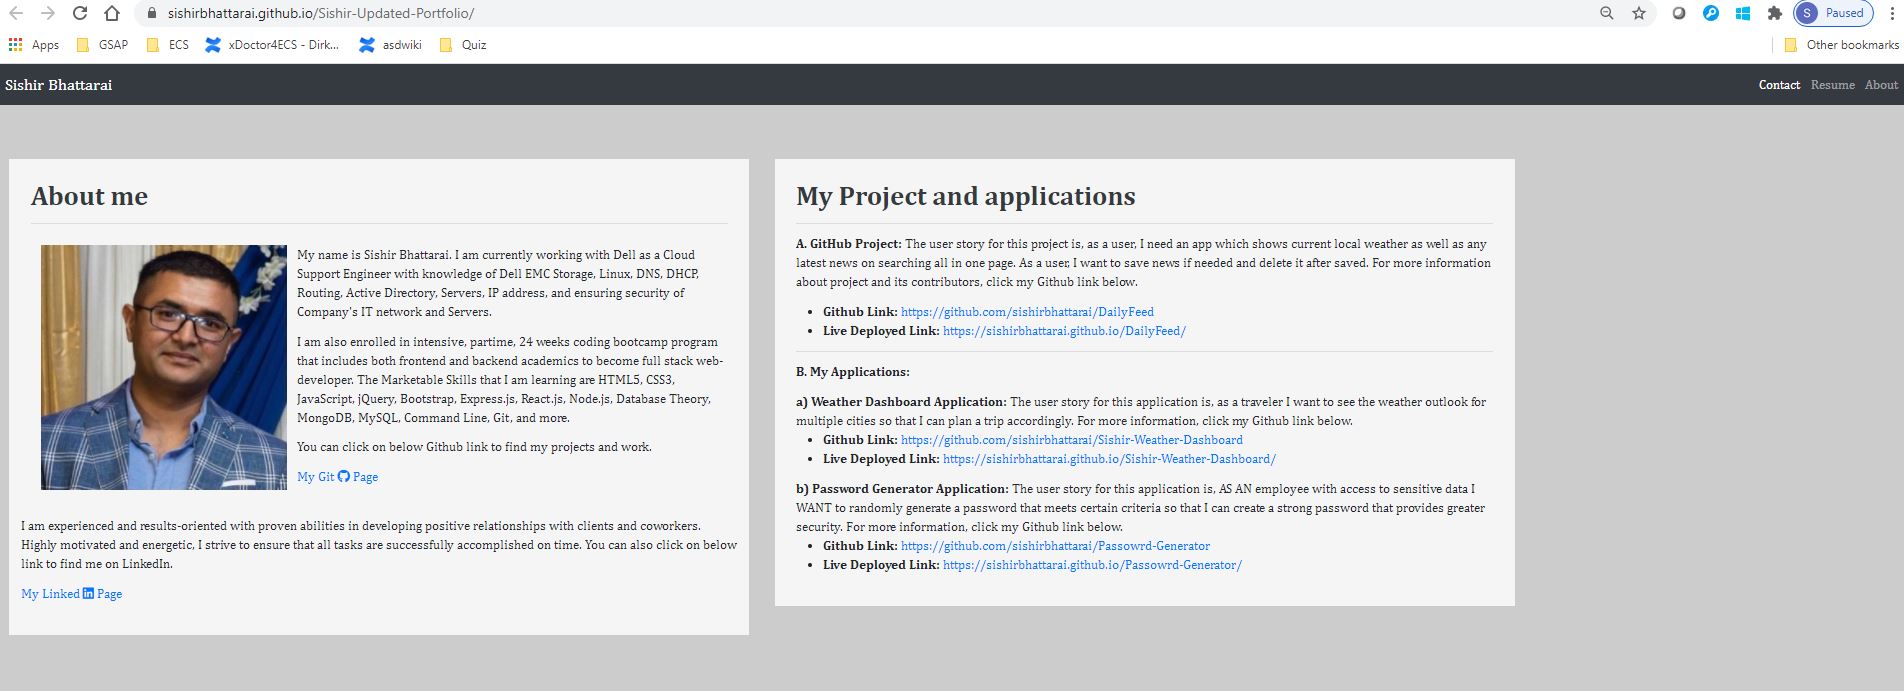 sishirbhattarai.github.io/Sishir-Updated-Portfolio/
S Paused
Apps GSAP ECS xDoctor4ECS - Dirk... asdwiki Quiz Other bookmarks
Sishir Bhattarai Contact Resume About
About me
My name is Sishir Bhattarai. I am currently working with Dell as a Cloud
Support Engineer with knowledge of Dell EMC Storage, Linux, DNS, DHCP,
Routing, Active Directory, Servers, IP address, and ensuring security of
Company's IT network and Servers.
I am also enrolled in intensive, partime, 24 weeks coding bootcamp program
that includes both frontend and backend academics to become full stack web-
developer. The Marketable Skills that I am learning are HTML5, CSS3,
JavaScript, jQuery, Bootstrap, Express.js, React.js, Node.js, Database Theory,
MongoDB, MySQL, Command Line, Git, and more.
You can click on below Github link to find my projects and work.
My Git Page
I am experienced and results-oriented with proven abilities in developing positive relationships with clients and coworkers.
Highly motivated and energetic, I strive to ensure that all tasks are successfully accomplished on time. You can also click on below
link to find me on LinkedIn.
My Linked in Page
My Project and applications
A. GitHub Project: The user story for this project is, as a user, I need an app which shows current local weather as well as any
latest news on searching all in one page. As a user, I want to save news if needed and delete it after saved. For more information
about project and its contributors, click my Github link below.
• Github Link: https://github.com/sishirbhattarai/DailyFeed
• Live Deployed Link: https://sishirbhattarai.github.io/DailyFeed/
B. My Applications:
a) Weather Dashboard Application: The user story for this application is, as a traveler I want to see the weather outlook for
multiple cities so that I can plan a trip accordingly. For more information, click my Github link below.
• Github Link: https://github.com/sishirbhattarai/Sishir-Weather-Dashboard
• Live Deployed Link: https://sishirbhattarai.github.io/Sishir-Weather-Dashboard/
b) Password Generator Application: The user story for this application is, AS AN employee with access to sensitive data I
WANT to randomly generate a password that meets certain criteria so that I can create a strong password that provides greater
security. For more information, click my Github link below.
• Github Link: https://github.com/sishirbhattarai/Passowrd-Generator
• Live Deployed Link: https://sishirbhattarai.github.io/Passowrd-Generator/